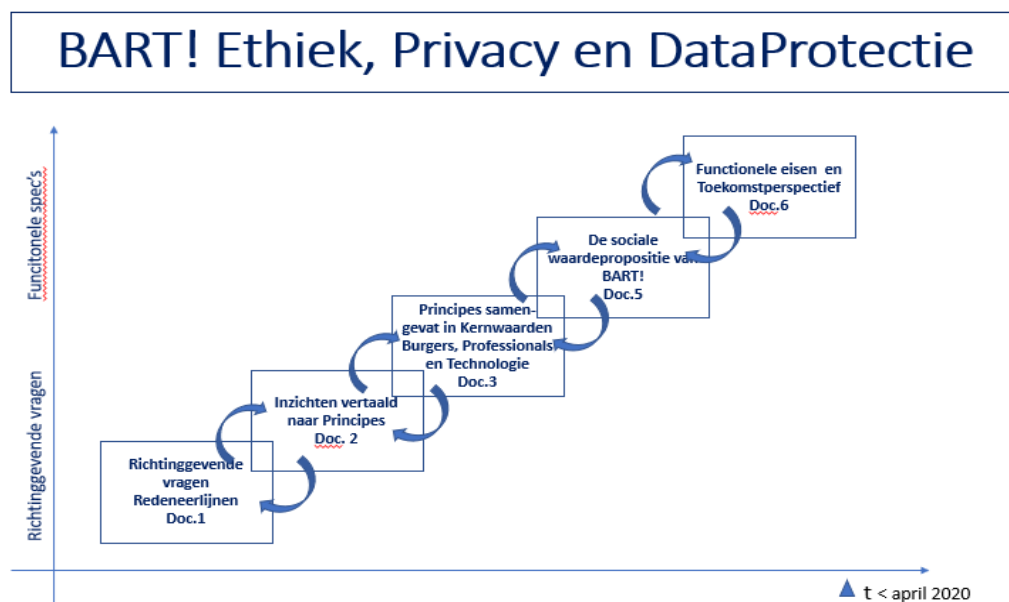 BART! Ethiek, Privacy en DataProtectie
Funcitonele spec's
Richtinggevende vragen
Functionele eisen en
Toekomstperspectief
Doc.6
De sociale
waardepropositie van
BART!
Doc.5
Principes samen-
gevat in Kernwaarden
Burgers, Professionals,
en Technologie
Doc.3
Inzichten vertaald
naar Principes
Doc. 2
Richtinggevende
vragen
Redeneerlijnen
Doc.1
t < april 2020